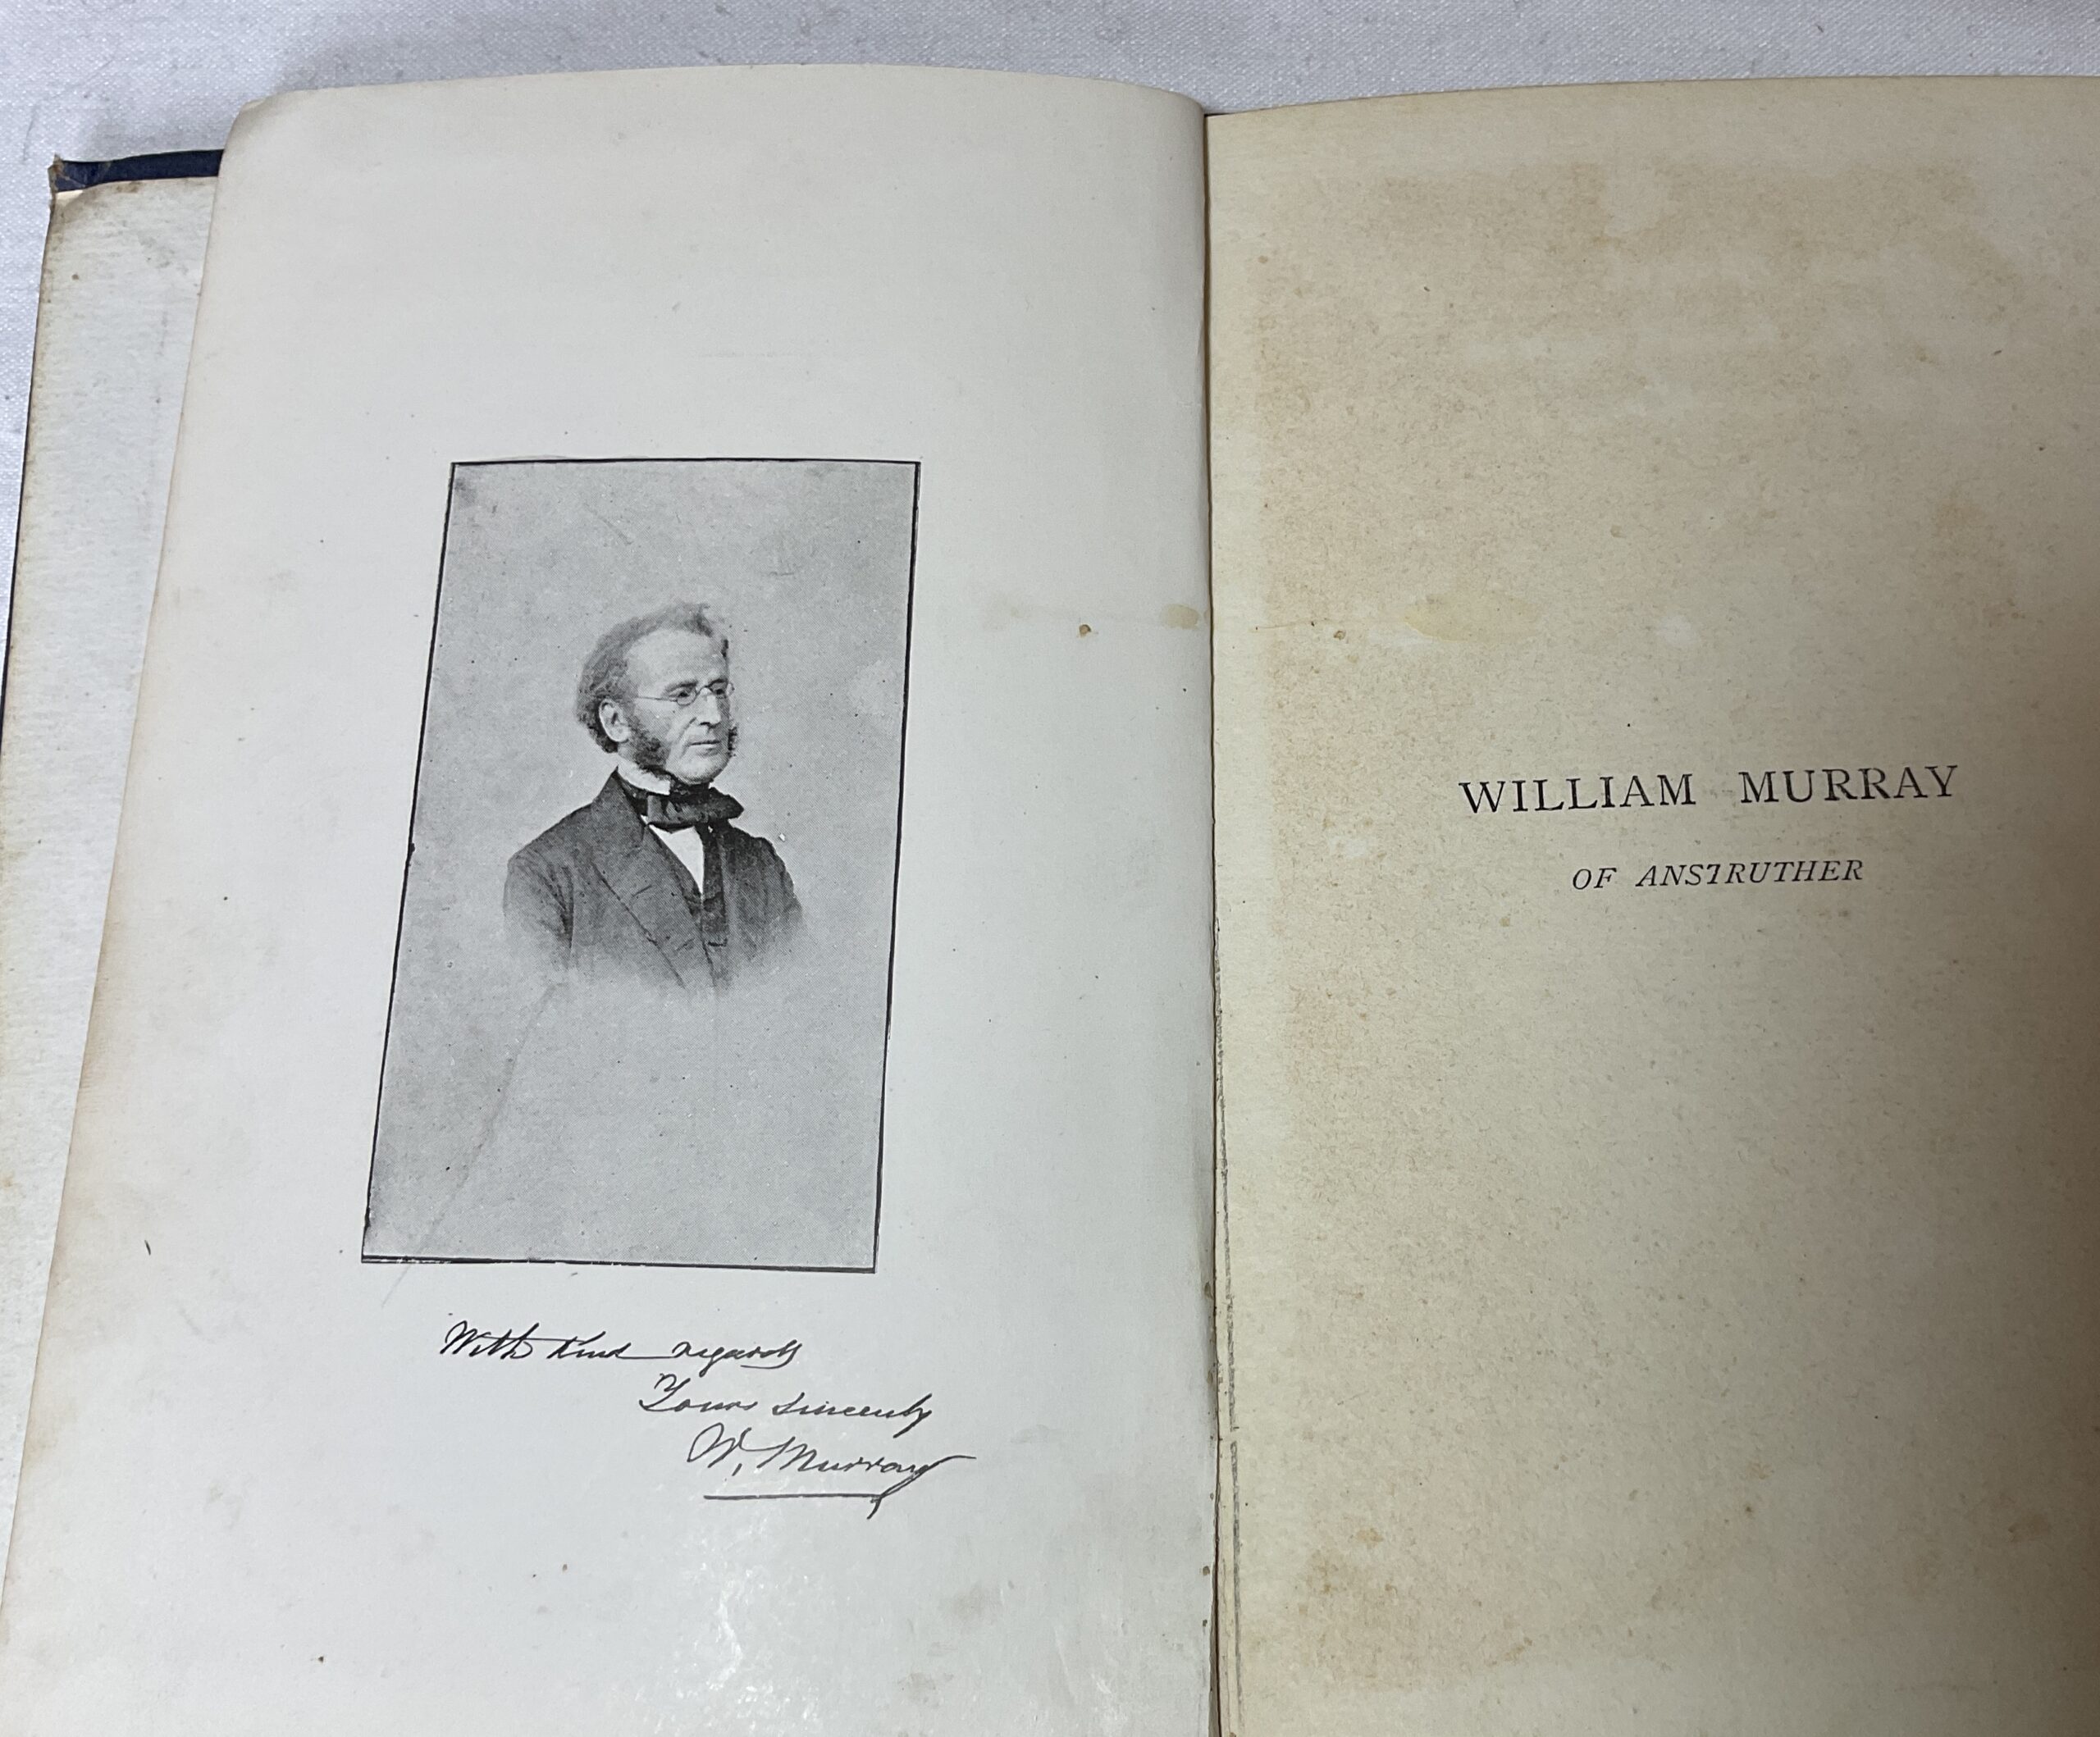 With kind regards
Yours sincerely
W. Murray
WILLIAM MURRAY
OF ANSTRUTHER